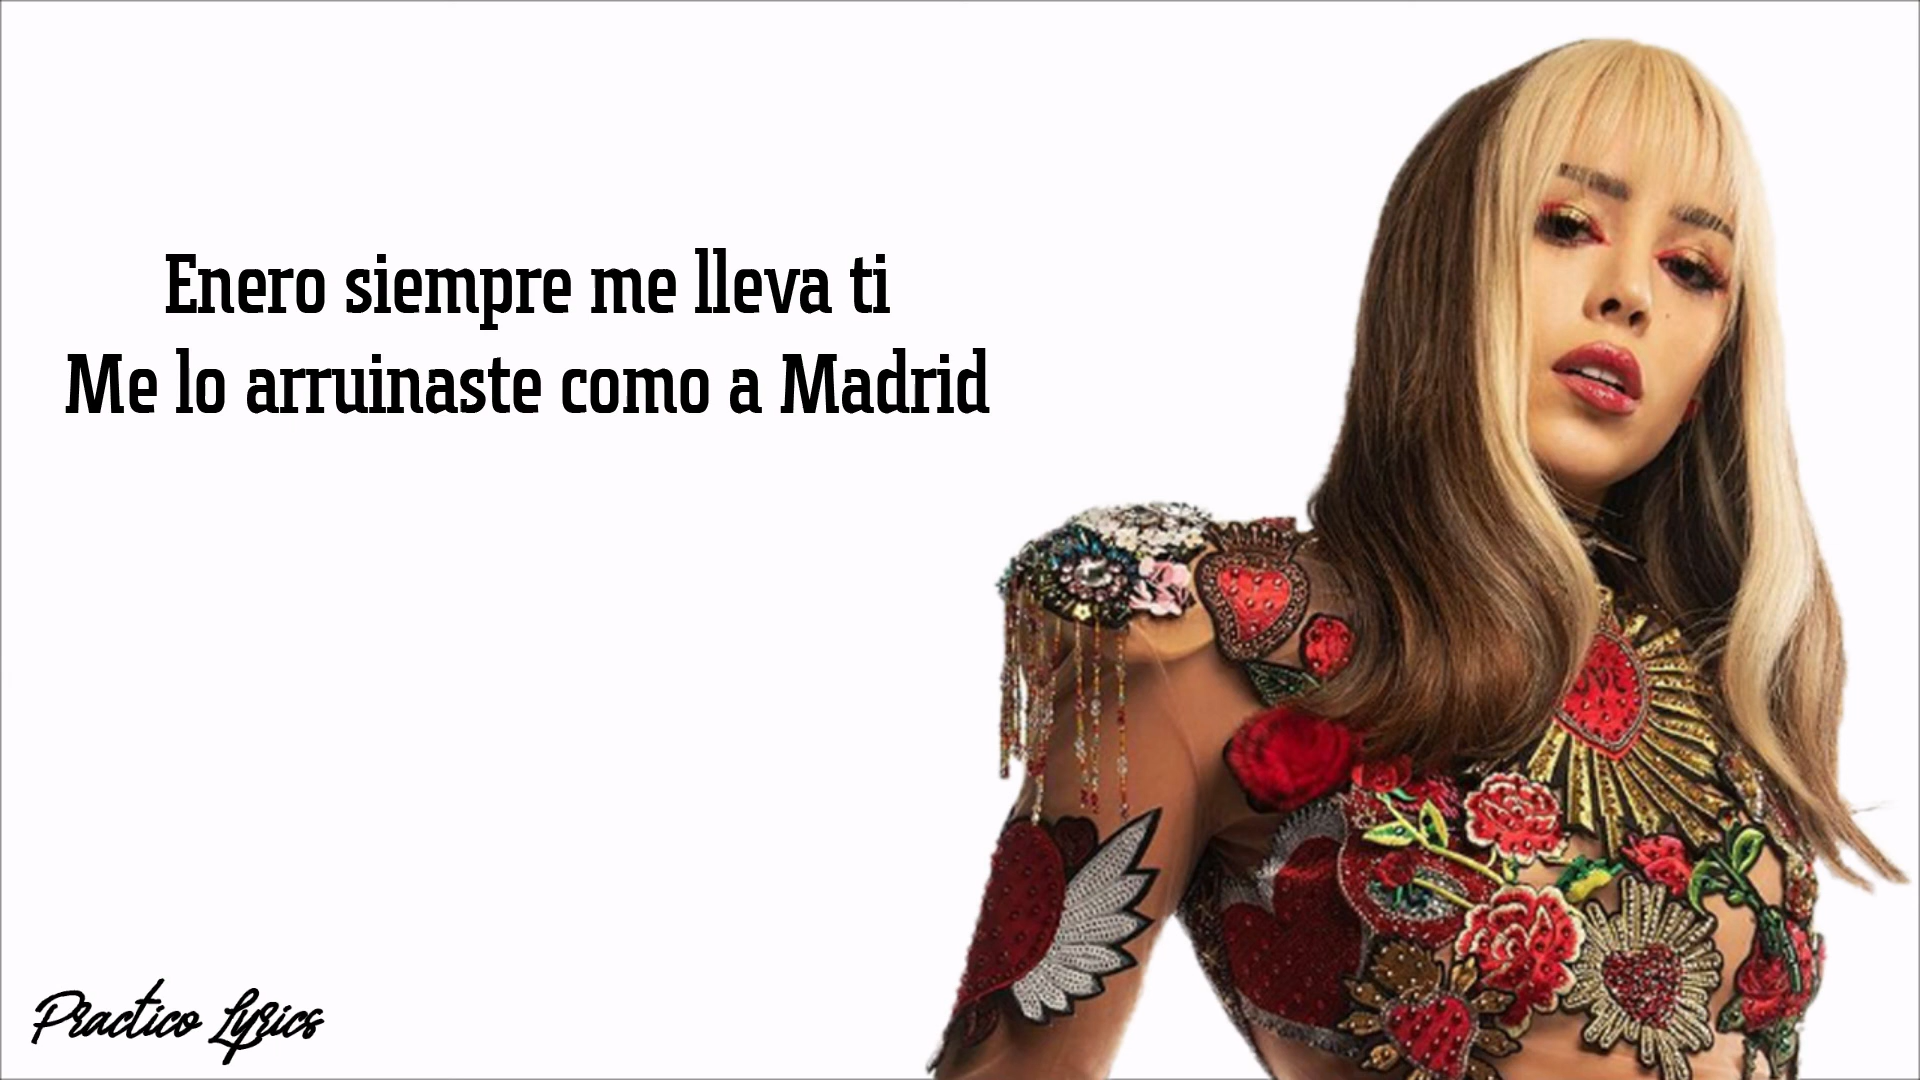 Enero siempre me lleva ti
Me lo arruinaste como a Madrid
Practico Lyrics